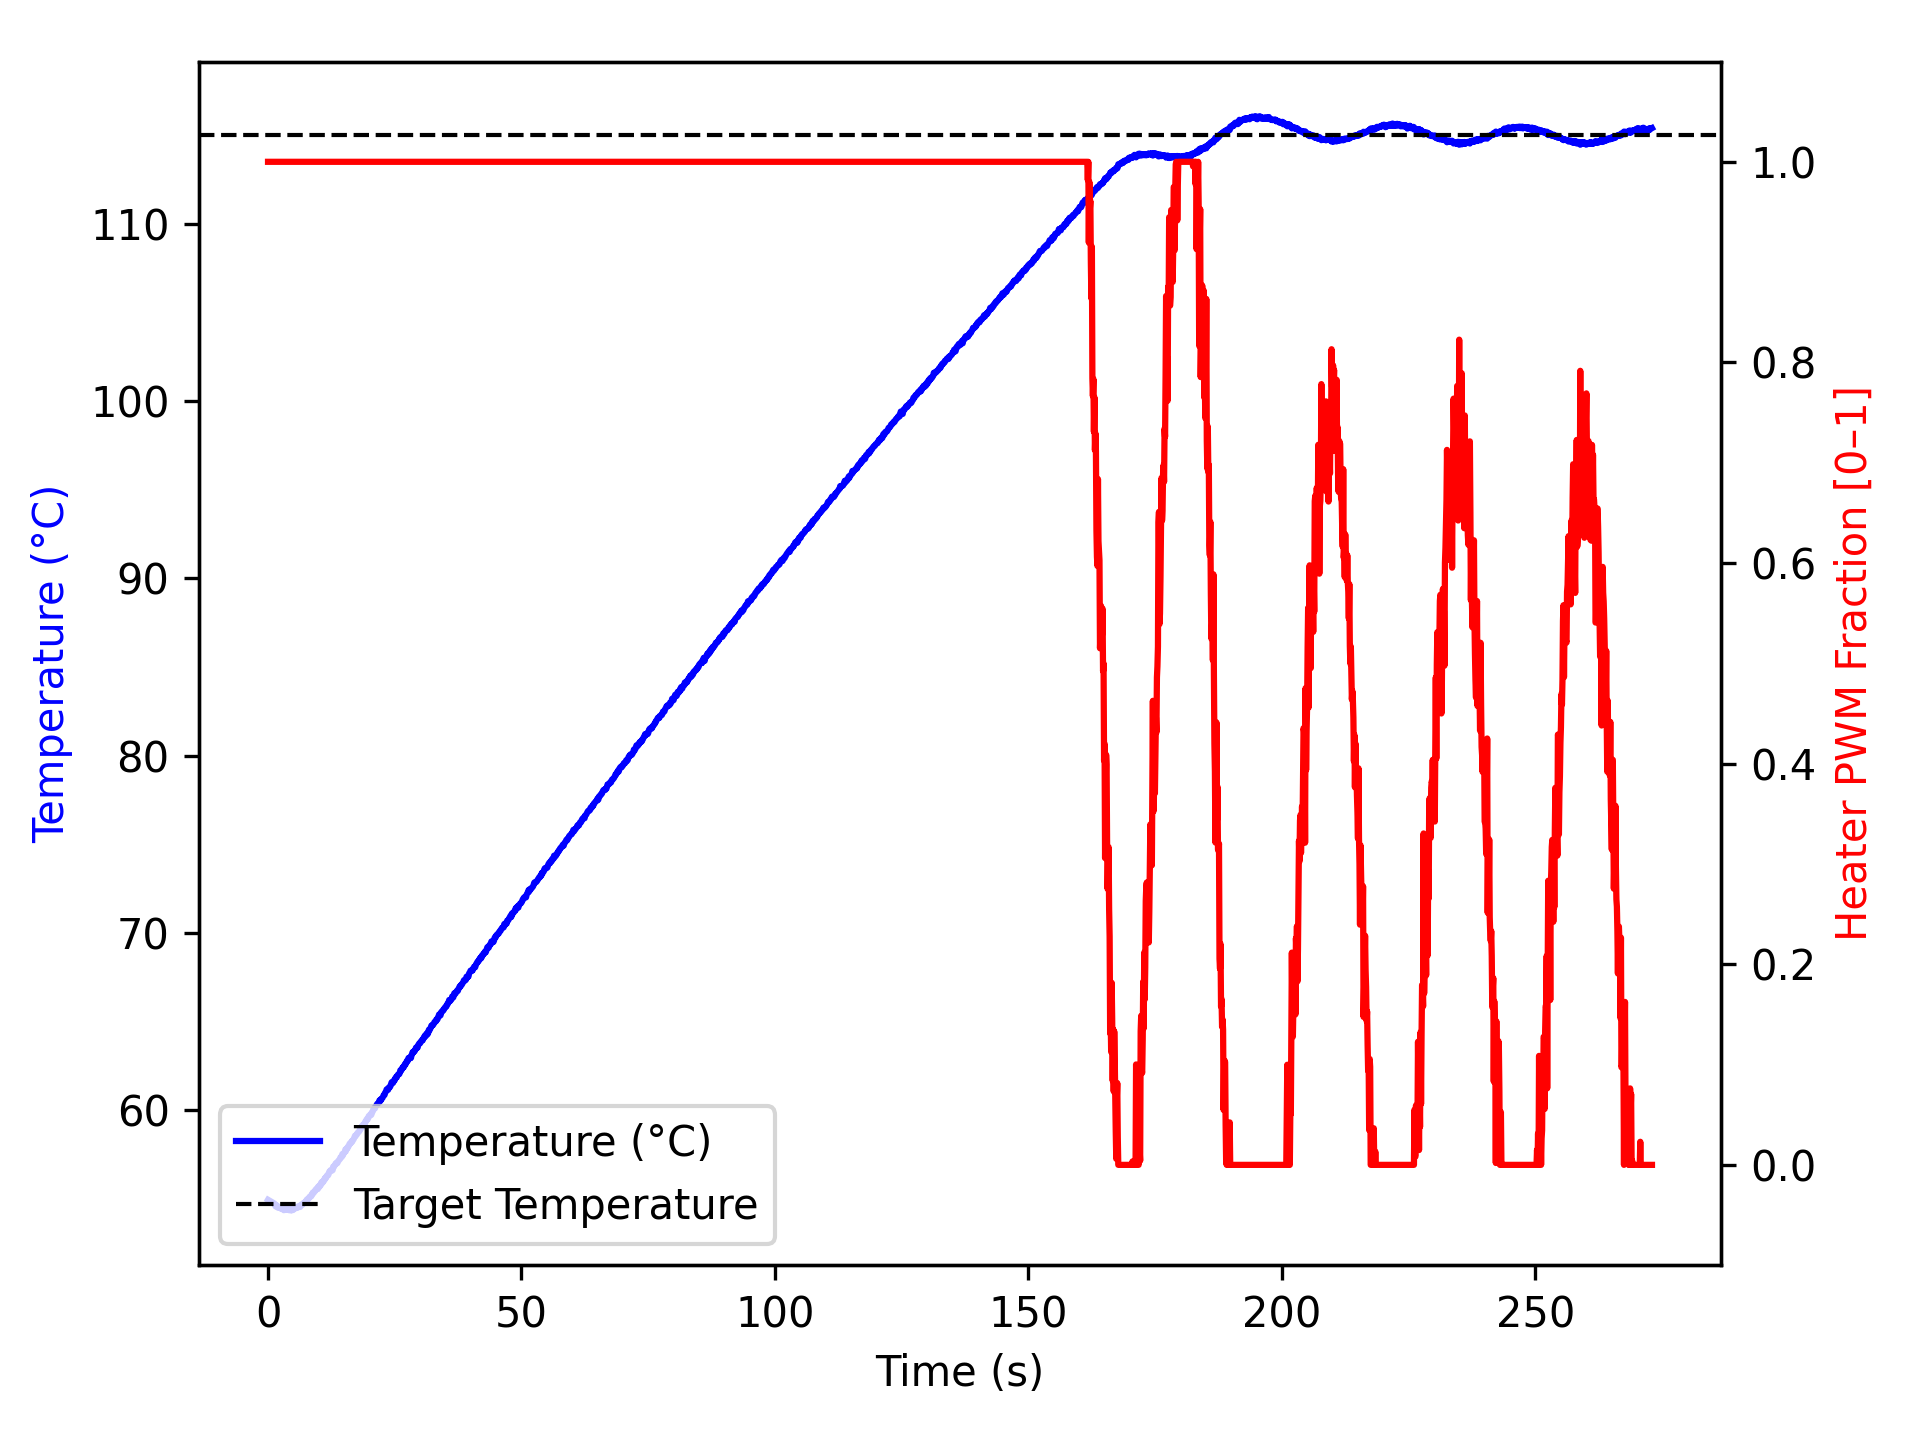 110
100
90
80
70
60
Temperature (°C)
1.0
0.8
0.6
0.4
0.2
0.0
Heater PWM Fraction [0–1]
Temperature (°C)
Target Temperature
0 50 100 150 200 250
Time (s)